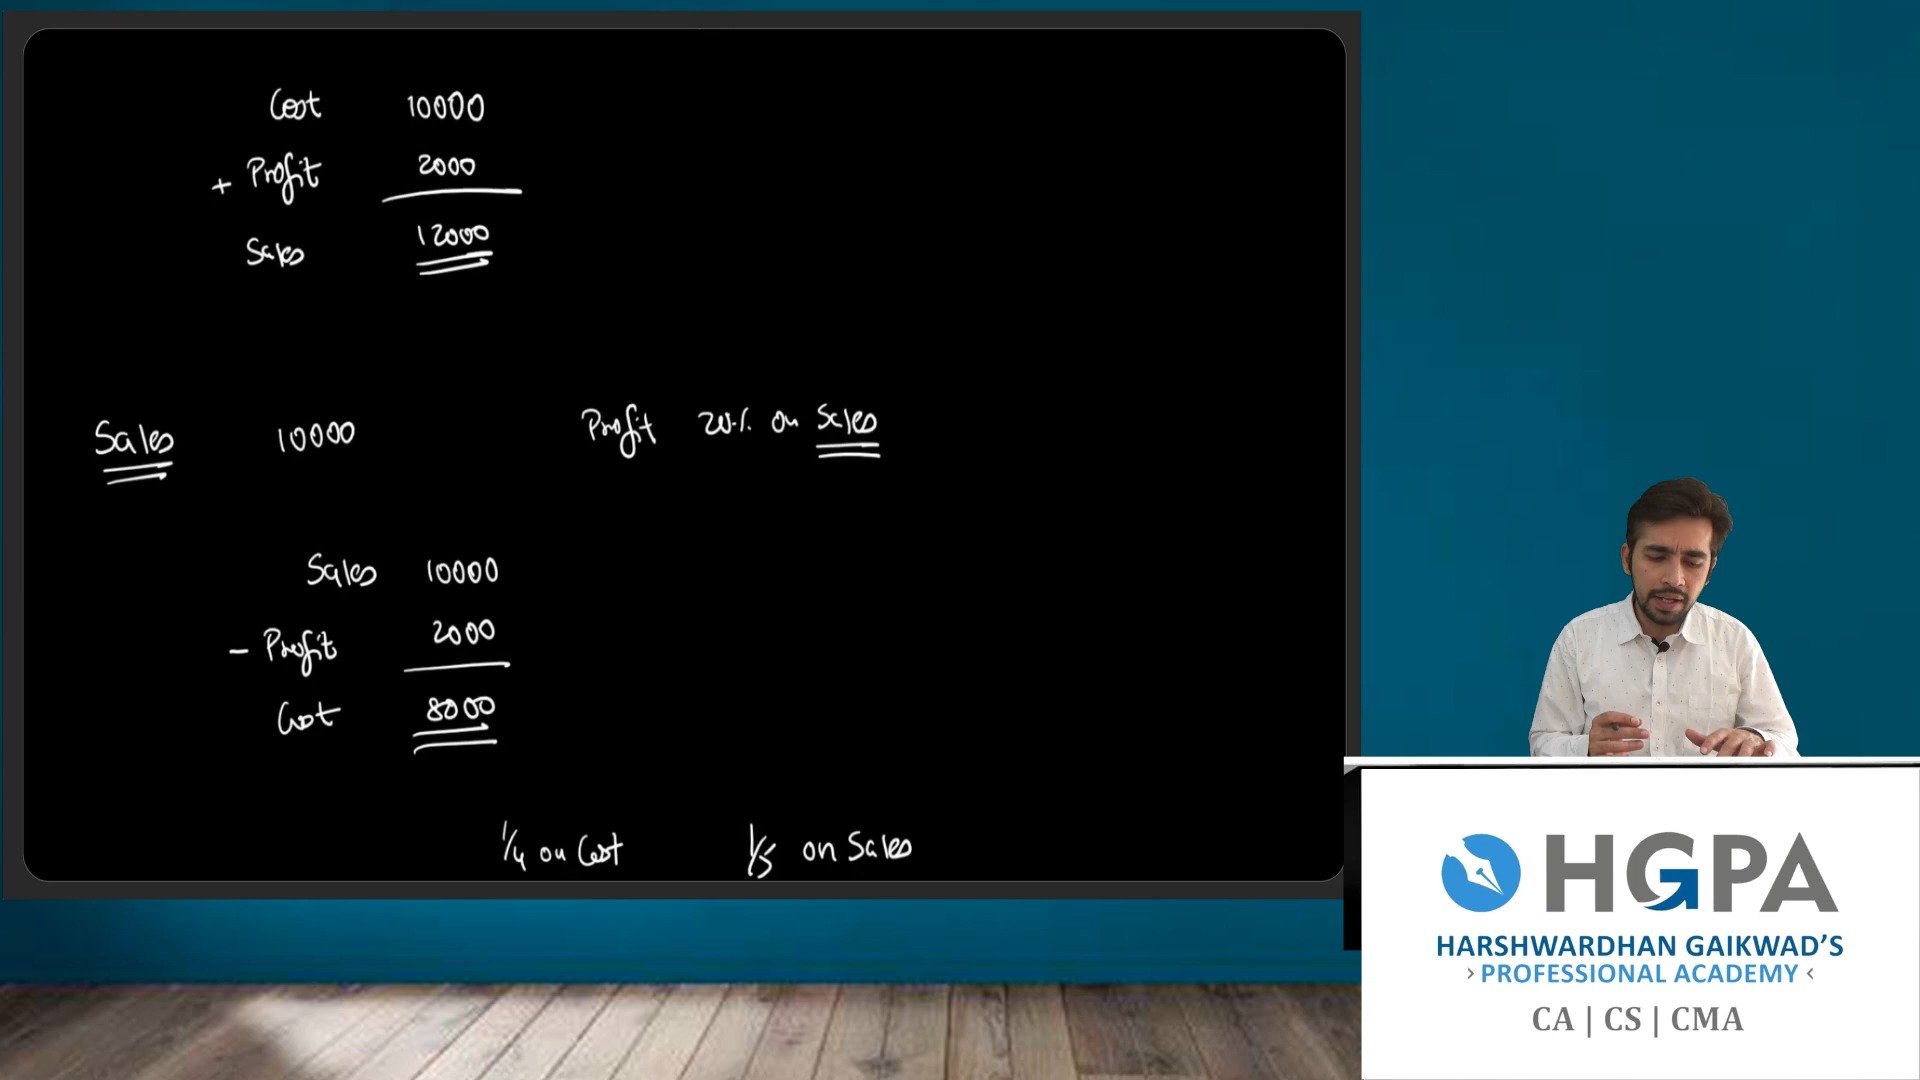 Cost 10000
+ Profit 2000
Sales 12000
Sales 10000 Profit 20% on Sales
Sales 10000
- Profit 2000
Cost 8000
1/4 on Cost 1/5 on Sales
HGPA
HARSHWARDHAN GAIKWAD'S
› PROFESSIONAL ACADEMY ‹
CA | CS | CMA